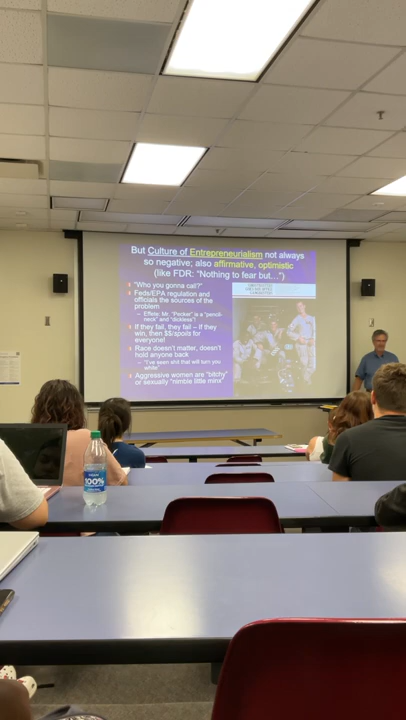 But Culture of Entrepreneurialism not always
so negative; also affirmative, optimistic
(like FDR: "Nothing to fear but...")
"Who you gonna call?"
Feds/EPA regulation and
officials the sources of the
problem
– Effete: Mr. "Pecker" is a "pencil-
neck" and "dickless"!
If they fail, they fail – if they
win, then $$/spoils for
everyone!
Race doesn't matter, doesn't
hold anyone back
– "I've seen shit that will turn you
white"
Aggressive women are "bitchy"
or sexually "nimble little minx"
100%